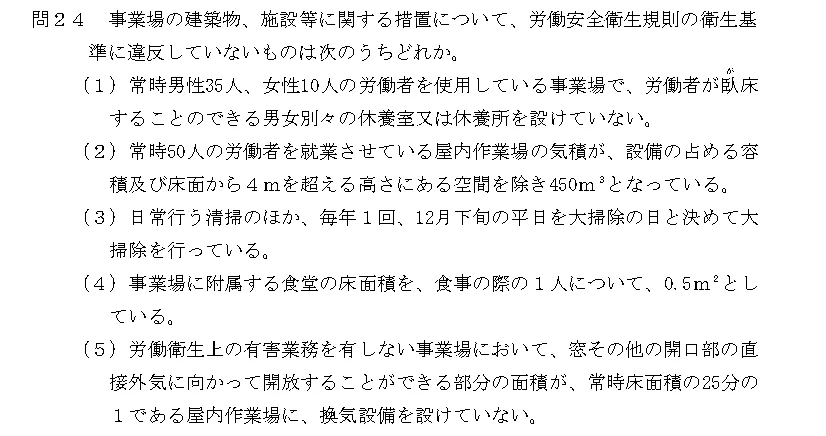 問２４　事業場の建築物、施設等に関する措置について、労働安全衛生規則の衛生基
準に違反していないものは次のうちどれか。
（１）常時男性35人、女性10人の労働者を使用している事業場で、労働者が臥が床
することのできる男女別々の休養室又は休養所を設けていない。
（２）常時50人の労働者を就業させている屋内作業場の気積が、設備の占める容
積及び床面から４ｍを超える高さにある空間を除き450ｍ³となっている。
（３）日常行う清掃のほか、毎年１回、12月下旬の平日を大掃除の日と決めて大
掃除を行っている。
（４）事業場に附属する食堂の床面積を、食事の際の１人について、0.5ｍ²とし
ている。
（５）労働衛生上の有害業務を有しない事業場において、窓その他の開口部の直
接外気に向かって開放することができる部分の面積が、常時床面積の25分の
１である屋内作業場に、換気設備を設けていない。